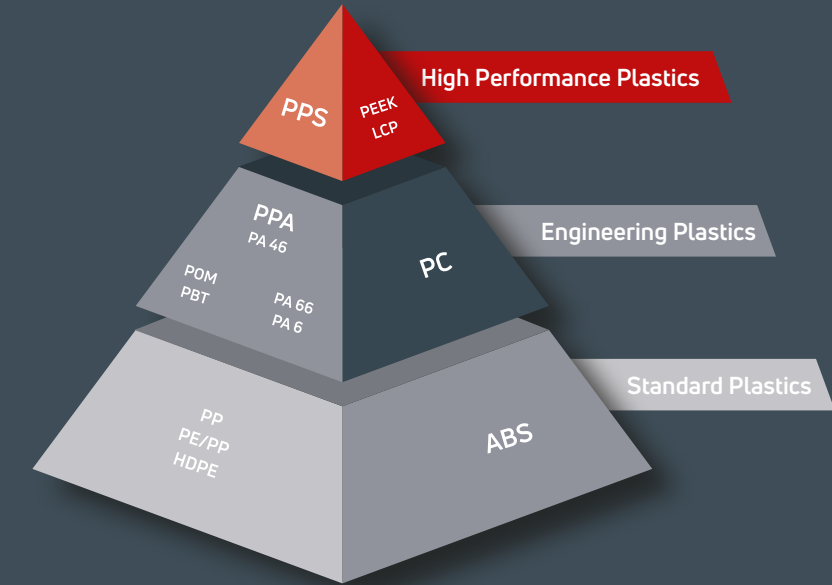 PPS
PEEK
LCP
High Performance Plastics
PPA
PA 46
POM
PBT
PA 66
PA 6
PC
Engineering Plastics
PP
PE/PP
HDPE
ABS
Standard Plastics